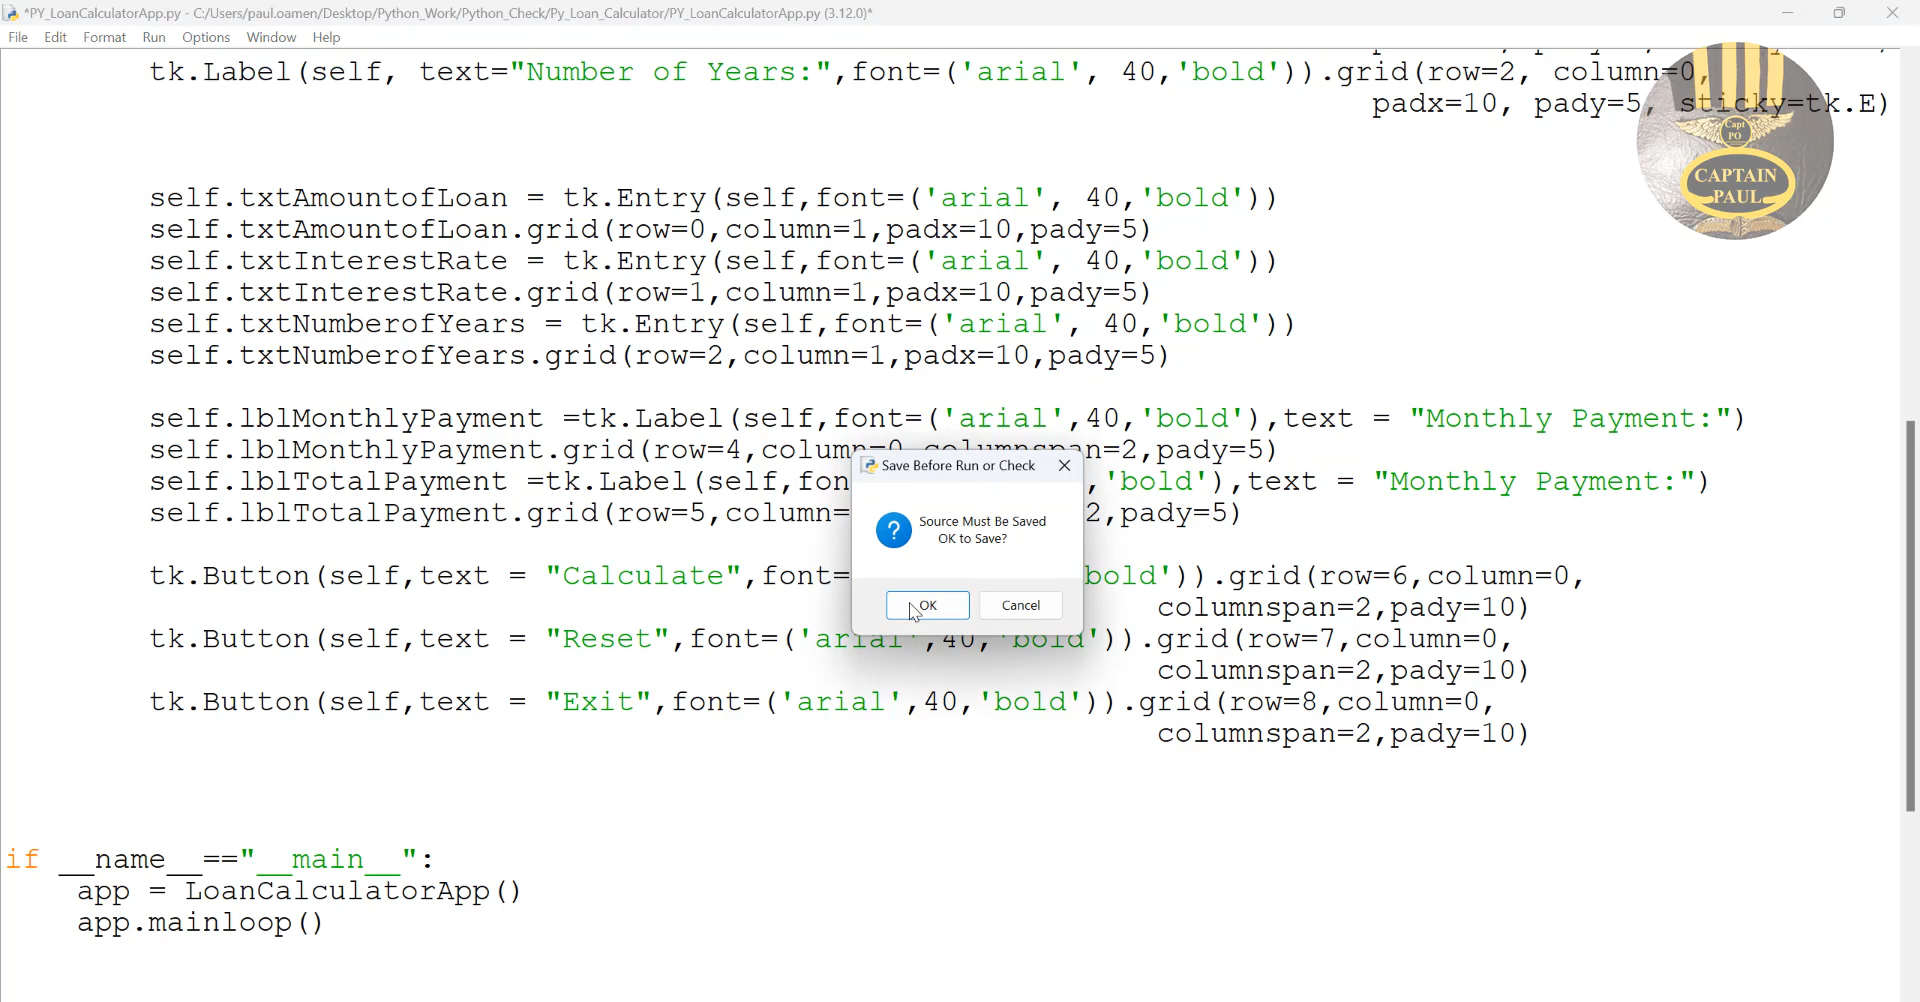 *PY_LoanCalculatorApp.py - C:/Users/paul.oamen/Desktop/Python_Work/Python_Check/Py_Loan_Calculator/PY_LoanCalculatorApp.py (3.12.0)*
File Edit Format Run Options Window Help
tk.Label(self, text="Number of Years:",font=('arial', 40,'bold')).grid(row=2, column=0,
padx=10, pady=5, sticky=tk.E)
Capt
PO
CAPTAIN
PAUL
self.txtAmountofLoan = tk.Entry(self,font=('arial', 40,'bold'))
self.txtAmountofLoan.grid(row=0,column=1,padx=10,pady=5)
self.txtInterestRate = tk.Entry(self,font=('arial', 40,'bold'))
self.txtInterestRate.grid(row=1,column=1,padx=10,pady=5)
self.txtNumberofYears = tk.Entry(self,font=('arial', 40,'bold'))
self.txtNumberofYears.grid(row=2,column=1,padx=10,pady=5)
self.lblMonthlyPayment =tk.Label(self,font=('arial',40,'bold'),text = "Monthly Payment:")
self.lblMonthlyPayment.grid(row=4,column=0,columnspan=2,pady=5)
self.lblTotalPayment =tk.Label(self,fon ,'bold'),text = "Monthly Payment:")
self.lblTotalPayment.grid(row=5,column= 2,pady=5)
Save Before Run or Check
Source Must Be Saved
OK to Save?
OK Cancel
tk.Button(self,text = "Calculate",font= bold')).grid(row=6,column=0,
columnspan=2,pady=10)
tk.Button(self,text = "Reset",font=('arial',40,'bold')).grid(row=7,column=0,
columnspan=2,pady=10)
tk.Button(self,text = "Exit",font=('arial',40,'bold')).grid(row=8,column=0,
columnspan=2,pady=10)
if __name__=="__main__":
app = LoanCalculatorApp()
app.mainloop()